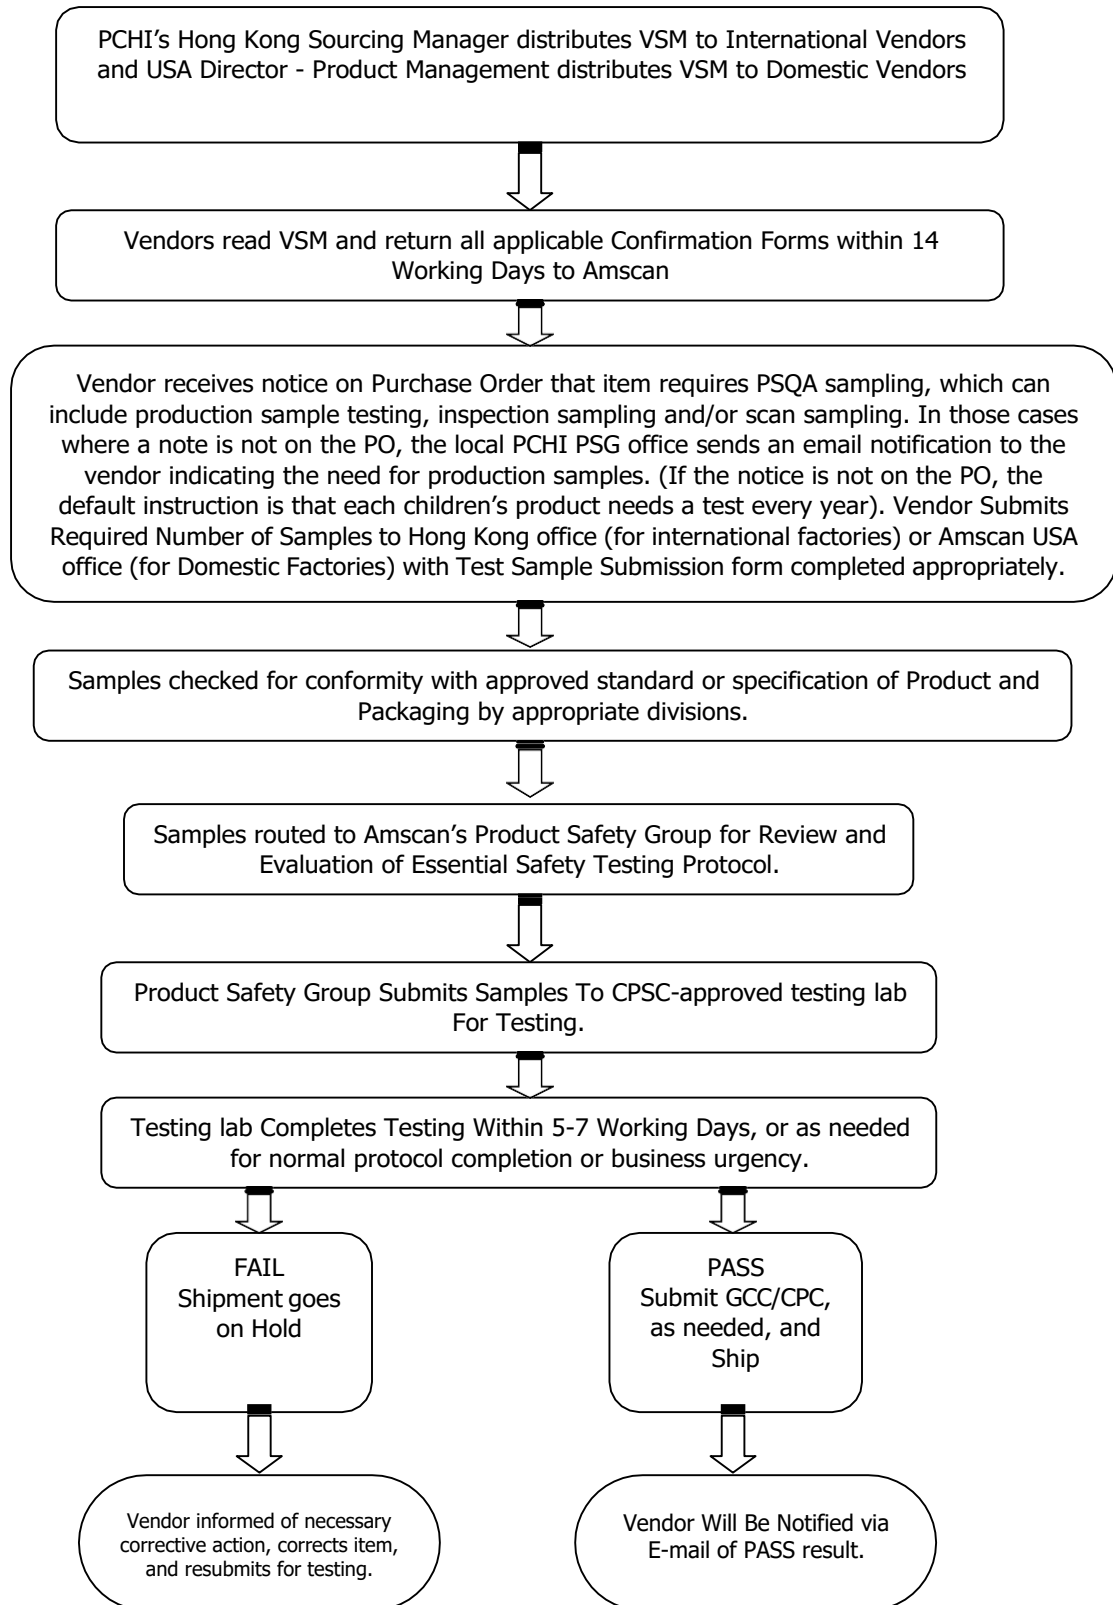 PCHI’s Hong Kong Sourcing Manager distributes VSM to International Vendors
and USA Director - Product Management distributes VSM to Domestic Vendors
Vendors read VSM and return all applicable Confirmation Forms within 14
Working Days to Amscan
Vendor receives notice on Purchase Order that item requires PSQA sampling, which can
include production sample testing, inspection sampling and/or scan sampling. In those cases
where a note is not on the PO, the local PCHI PSG office sends an email notification to the
vendor indicating the need for production samples. (If the notice is not on the PO, the
default instruction is that each children’s product needs a test every year). Vendor Submits
Required Number of Samples to Hong Kong office (for international factories) or Amscan USA
office (for Domestic Factories) with Test Sample Submission form completed appropriately.
Samples checked for conformity with approved standard or specification of Product and
Packaging by appropriate divisions.
Samples routed to Amscan’s Product Safety Group for Review and
Evaluation of Essential Safety Testing Protocol.
Product Safety Group Submits Samples To CPSC-approved testing lab
For Testing.
Testing lab Completes Testing Within 5-7 Working Days, or as needed
for normal protocol completion or business urgency.
FAIL
Shipment goes
on Hold
PASS
Submit GCC/CPC,
as needed, and
Ship
Vendor informed of necessary
corrective action, corrects item,
and resubmits for testing.
Vendor Will Be Notified via
E-mail of PASS result.